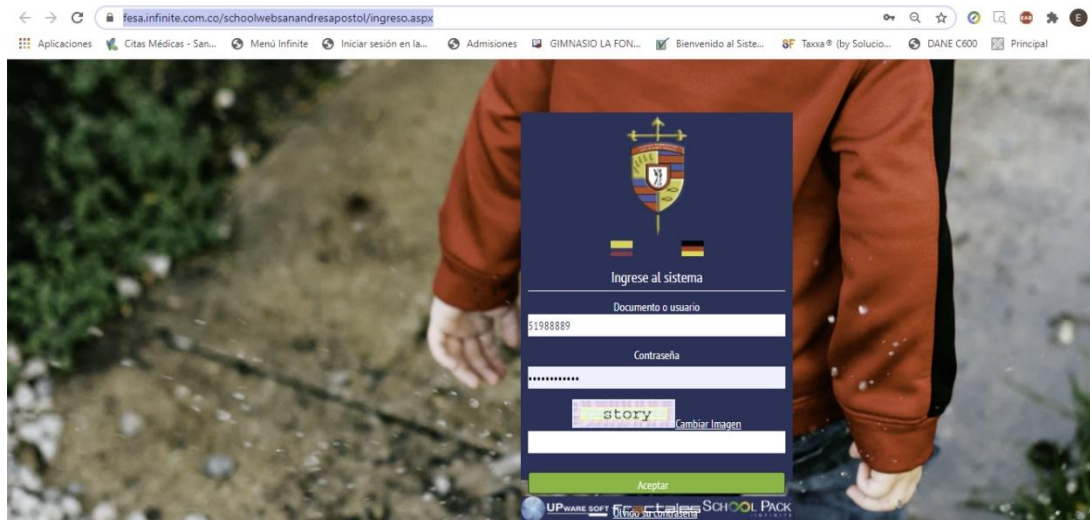 fesa.infinite.com.co/schoolwebsanandresapostol/ingreso.aspx
Aplicaciones Citas Médicas - San... Menú Infinite Iniciar sesión en la... Admisiones GIMNASIO LA FON... Bienvenido al Siste... Taxxa® (by Solucio... DANE C600 Principal
Ingrese al sistema
Documento o usuario
51988889
Contraseña
story
Cambiar Imagen
Aceptar
UPWARE SOFT Olvidó su contraseña SCHOOL PACK